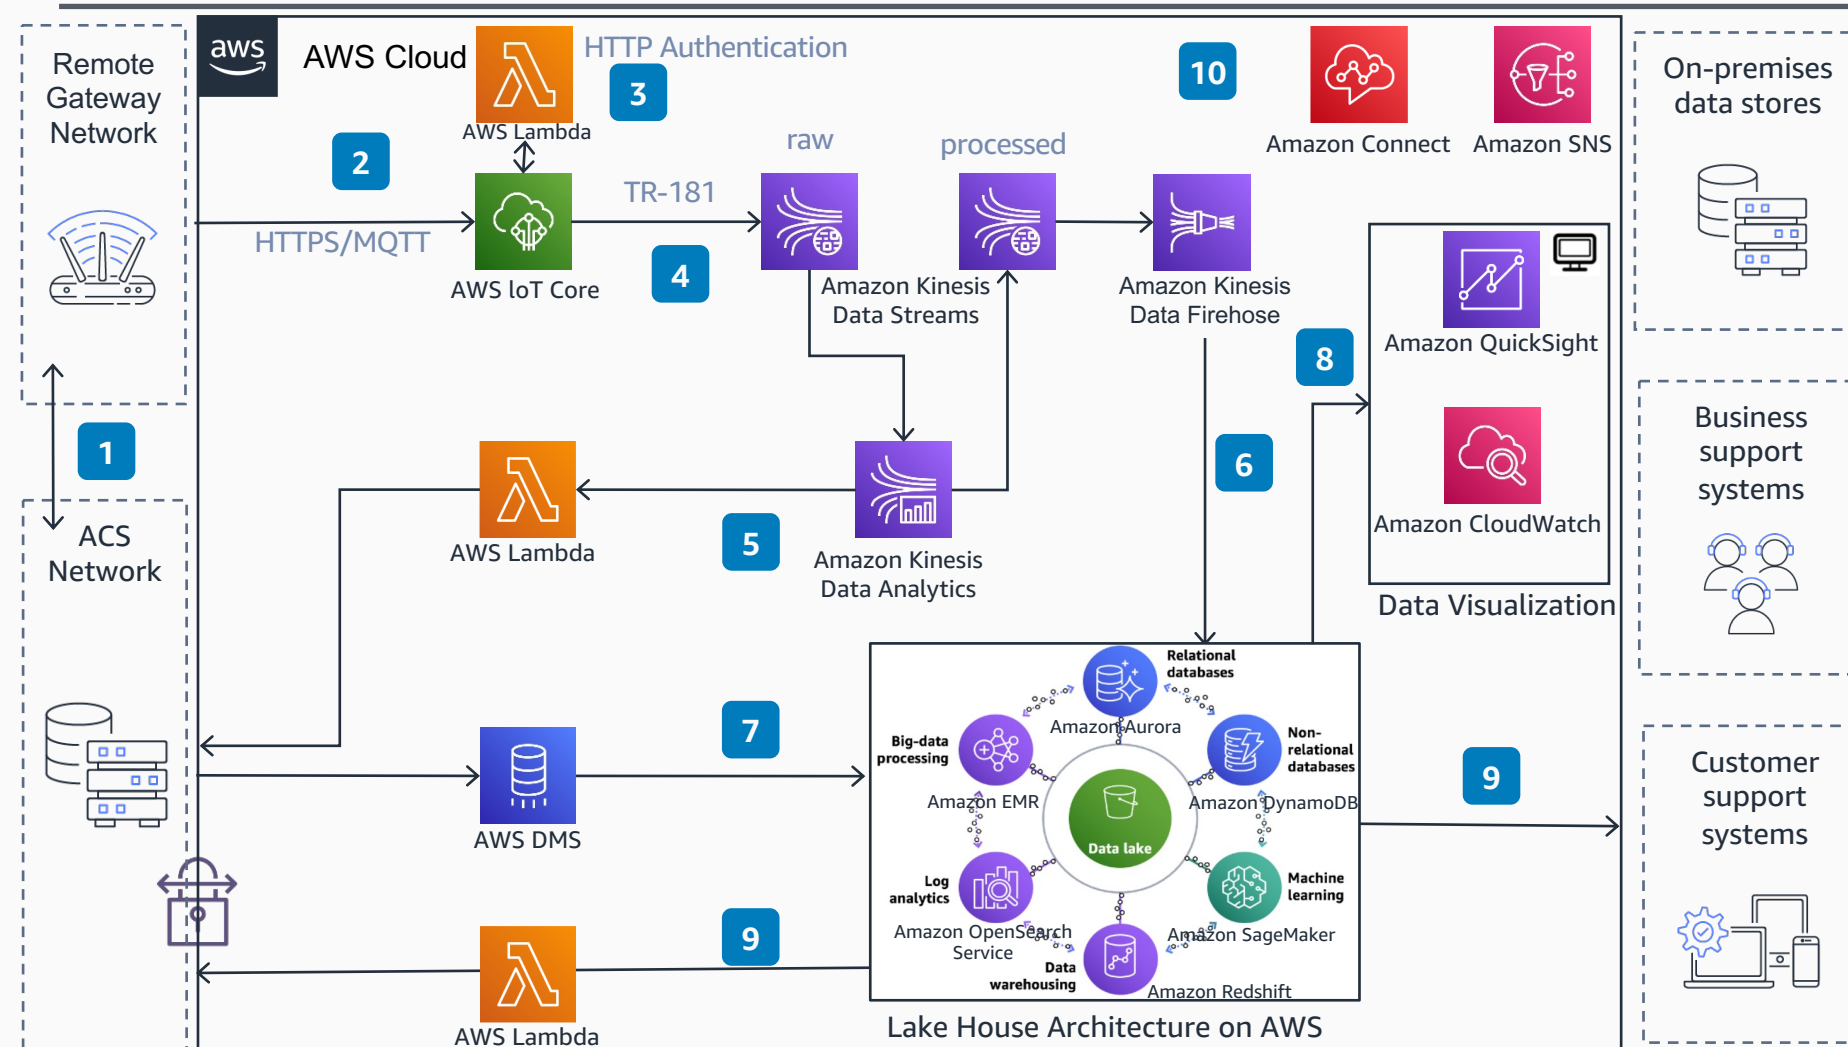 Remote
Gateway
Network
aws
AWS Cloud
HTTP Authentication
3
AWS Lambda
10
Amazon Connect
Amazon SNS
On-premises
data stores
2
HTTPS/MQTT
AWS IoT Core
TR-181
4
raw
Amazon Kinesis
Data Streams
processed
Amazon Kinesis
Data Firehose
8
Amazon QuickSight
Amazon CloudWatch
Data Visualization
Business
support
systems
1
ACS
Network
AWS Lambda
5
Amazon Kinesis
Data Analytics
6
7
AWS DMS
Relational
databases
Amazon Aurora
Big-data
processing
Amazon EMR
Non-
relational
databases
Amazon DynamoDB
Data lake
Log
analytics
Amazon OpenSearch
Service
Machine
learning
Amazon SageMaker
Data
warehousing
Amazon Redshift
Lake House Architecture on AWS
9
Customer
support
systems
9
AWS Lambda